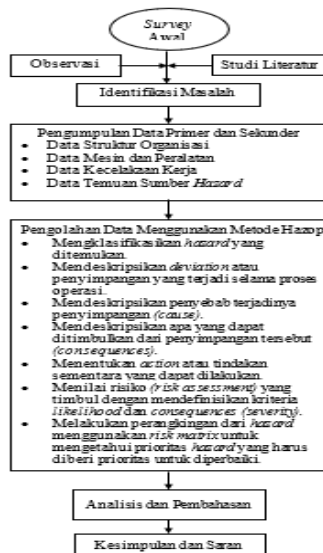 Survey
Awal
Observasi
Studi Literatur
Identifikasi Masalah
Pengumpulan Data Primer dan Sekunder
• Data Struktur Organisasi
• Data Mesin dan Peralatan
• Data Kecelakaan Kerja
• Data Temuan Sumber Hazard
Pengolahan Data Menggunakan Metode Hazop
• Mengklasifikasikan hazard yang
ditemukan.
• Mendeskripsikan deviation atau
penyimpangan yang terjadi selama proses
operasi.
• Mendeskripsikan penyebab terjadinya
penyimpangan (cause).
• Mendeskripsikan apa yang dapat
ditimbulkan dari penyimpangan tersebut
(consequences).
• Menentukan action atau tindakan
sementara yang dapat dilakukan.
• Menilai risiko (risk assessment) yang
timbul dengan mendefinisikan kriteria
likelihood dan consequences (severity).
• Melakukan perangkingan dari hazard
menggunakan risk matrix untuk
mengetahui prioritas hazard yang harus
diberi prioritas untuk diperbaiki.
Analisis dan Pembahasan
Kesimpulan dan Saran